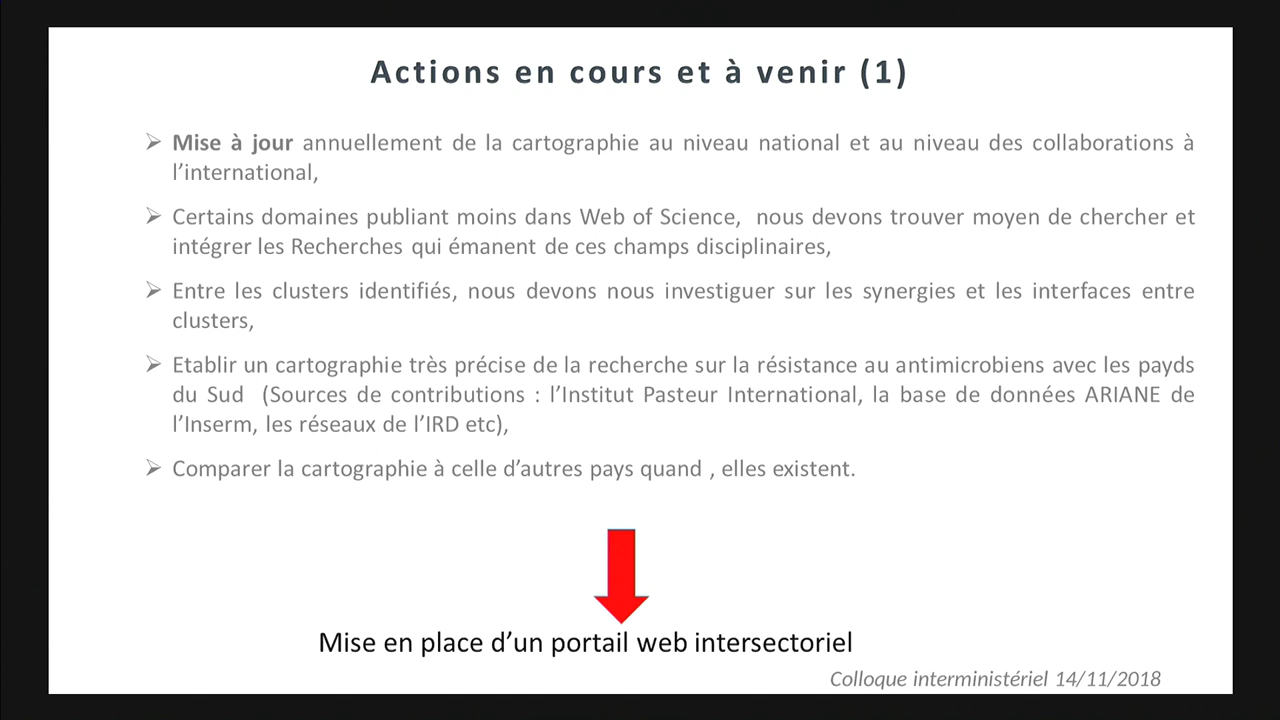 Actions en cours et à venir (1)
➢ Mise à jour annuellement de la cartographie au niveau national et au niveau des collaborations à
l’international,
➢ Certains domaines publiant moins dans Web of Science, nous devons trouver moyen de chercher et
intégrer les Recherches qui émanent de ces champs disciplinaires,
➢ Entre les clusters identifiés, nous devons nous investiguer sur les synergies et les interfaces entre
clusters,
➢ Etablir un cartographie très précise de la recherche sur la résistance au antimicrobiens avec les payds
du Sud (Sources de contributions : l’Institut Pasteur International, la base de données ARIANE de
l’Inserm, les réseaux de l’IRD etc),
➢ Comparer la cartographie à celle d’autres pays quand , elles existent.
Mise en place d’un portail web intersectoriel
Colloque interministériel 14/11/2018